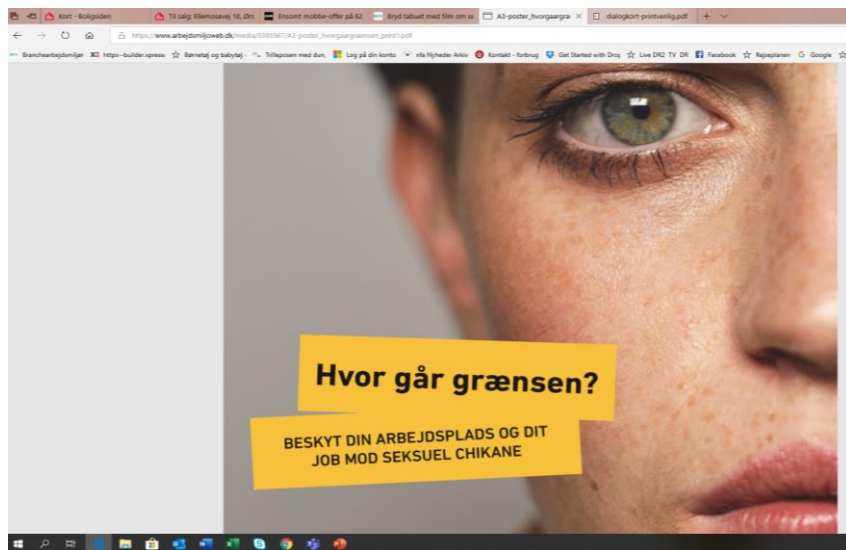 Kort - Boligsiden
Til salg: Ellemosevej 18, Ørs
Ensomt mobbe-offer på 62
Bryd tabuet med film om se
A3-poster_hvorgaargra
dialogkort-printvenlig.pdf
https://www.arbejdsmiljoweb.dk/media/5395567/A3-poster_hvorgaargraensen_print1.pdf
Branchearbejdsmiljør
https--builder.xpress
Børnetøj og babytøj -
Trilleposen med dun,
Log på din konto
nfa Nyheder Arkiv
Kontakt - forbrug
Get Started with Drop
Live DR2 TV DR
Facebook
Rejseplanen
Google
Hvor går grænsen?
BESKYT DIN ARBEJDSPLADS OG DIT
JOB MOD SEKSUEL CHIKANE